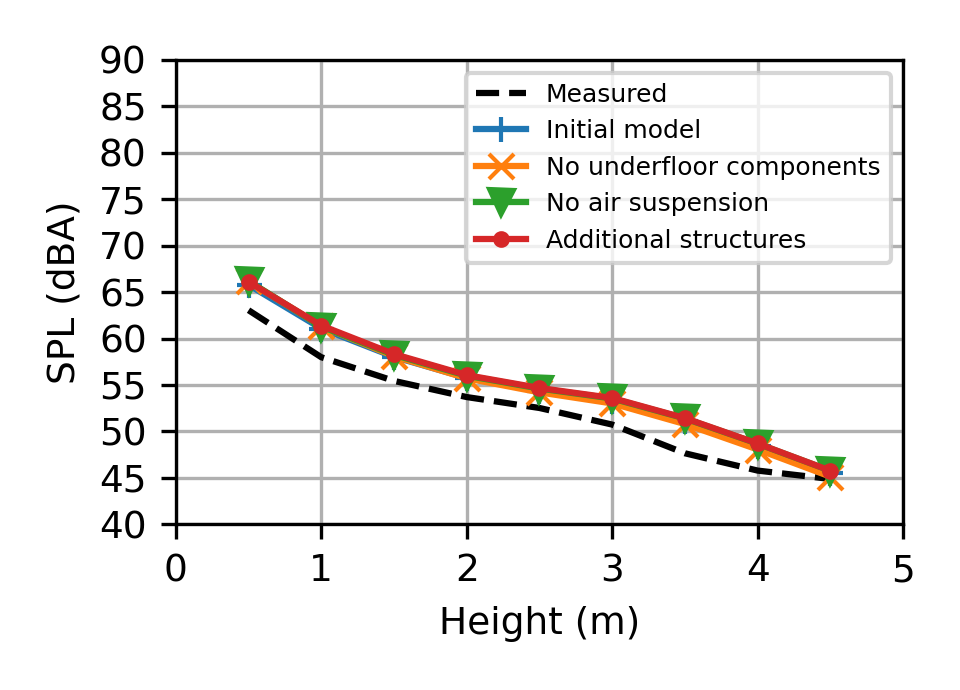 90
85
80
75
70
65
60
55
50
45
40
SPL (dBA)
Measured
Initial model
No underfloor components
No air suspension
Additional structures
0 1 2 3 4 5
Height (m)